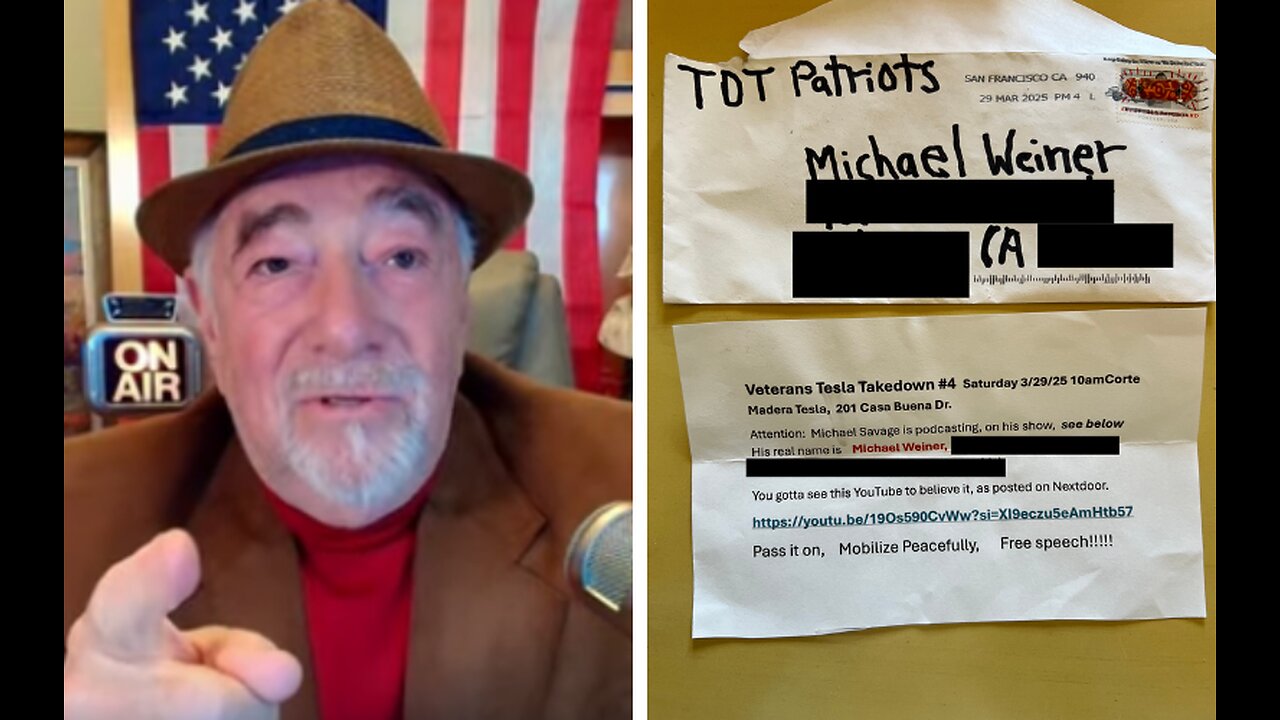 ON
AIR
TOT Patriots
SAN FRANCISCO CA 940
29 MAR 2025 PM 4 L
Michael Weiner
CA
Veterans Tesla Takedown #4 Saturday 3/29/25 10amCorte
Madera Tesla, 201 Casa Buena Dr.
Attention: Michael Savage is podcasting, on his show, see below
His real name is Michael Weiner,
You gotta see this YouTube to believe it, as posted on Nextdoor.
https://youtu.be/19Os590CvWw?si=XI9eczu5eAmHtb57
Pass it on, Mobilize Peacefully, Free speech!!!!!